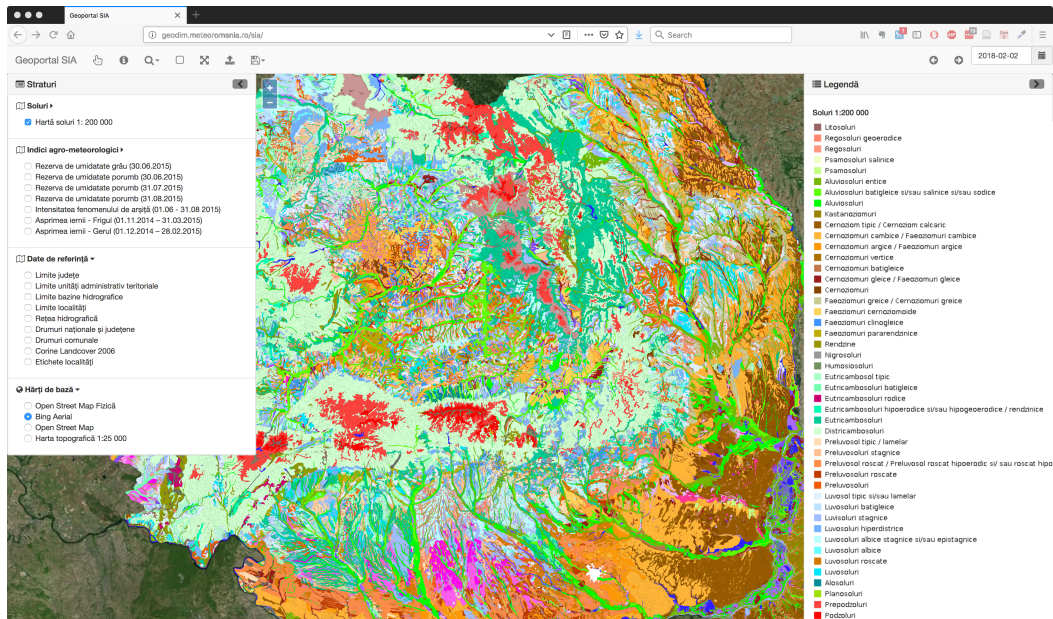 Geoportal SIA
geodim.meteoromania.ro/sia/
Search
Geoportal SIA
2018-02-02
Straturi
Soluri
Hartă soluri 1: 200 000
Indici agro-meteorologici
Rezerva de umiditate grâu (30.06.2015)
Rezerva de umidatate porumb (30.06.2015)
Rezerva de umidatate porumb (31.07.2015)
Rezerva de umidatate porumb (31.08.2015)
Intensitatea fenomenului de arșiță (01.06 - 31.08 2015)
Asprimea iernii - Frigul (01.11.2014 – 31.03.2015)
Asprimea iernii - Gerul (01.12.2014 – 28.02.2015)
Date de referință
Limite județe
Limite unități administrativ teritoriale
Limite bazine hidrografice
Limite localități
Rețea hidrografică
Drumuri naționale și județene
Drumuri comunale
Corine Landcover 2006
Etichete localități
Hărți de bază
Open Street Map Fizică
Bing Aerial
Open Street Map
Harta topografică 1:25 000
+
−
Legendă
Soluri 1:200 000
Litosoluri
Regosoluri geoerodice
Regosoluri
Psamosoluri salinice
Psamosoluri
Aluviosoluri entice
Aluviosoluri batigleice si/sau salinice si/sau sodice
Aluviosoluri
Kastanoziomuri
Cernoziom tipic / Cernoziom calcaric
Cernoziomuri cambice / Faeoziomuri cambice
Cernoziomuri argice / Faeoziomuri argice
Cernoziomuri vertice
Cernoziomuri batigleice
Cernoziomuri gleice / Faeoziomuri gleice
Cernoziomuri
Faeoziomuri greice / Cernoziomuri greice
Faeoziomuri cernoziomoide
Faeoziomuri clinogleice
Faeoziomuri pararendzinice
Rendzine
Nigrosoluri
Humosiosoluri
Eutricambosol tipic
Eutricambosoluri batigleice
Eutricambosoluri rodice
Eutricambosoluri hipoerodice si/sau hipogeoerodice / rendzinice
Eutricambosoluri
Districambosoluri
Preluvosol tipic / lamelar
Preluvosoluri stagnice
Preluvosol roscat / Preluvosol roscat hipoerodic si/ sau roscat hipo
Preluvosoluri roscate
Preluvosoluri
Luvosol tipic si/sau lamelar
Luvosoluri batigleice
Luvisoluri stagnice
Luvosoluri hiperdistrice
Luvosoluri albice stagnice si/sau epistagnice
Luvosoluri albice
Luvosoluri roscate
Luvosoluri
Alosoluri
Planosoluri
Prepodzoluri
Podzoluri